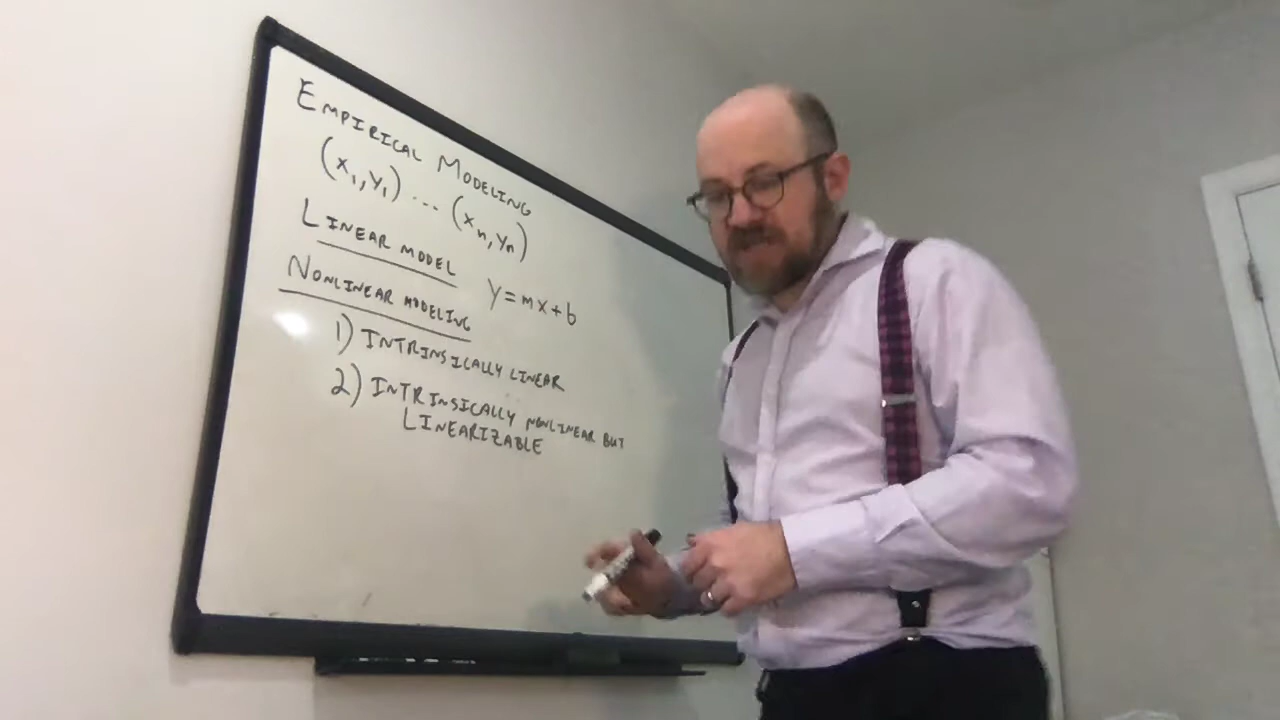 EMPIRICAL MODELING
(x₁, y₁) ... (xₙ, yₙ)
LINEAR MODEL
y = mx + b
NONLINEAR MODELING
1) INTRINSICALLY LINEAR
2) INTRINSICALLY NONLINEAR BUT
LINEARIZABLE